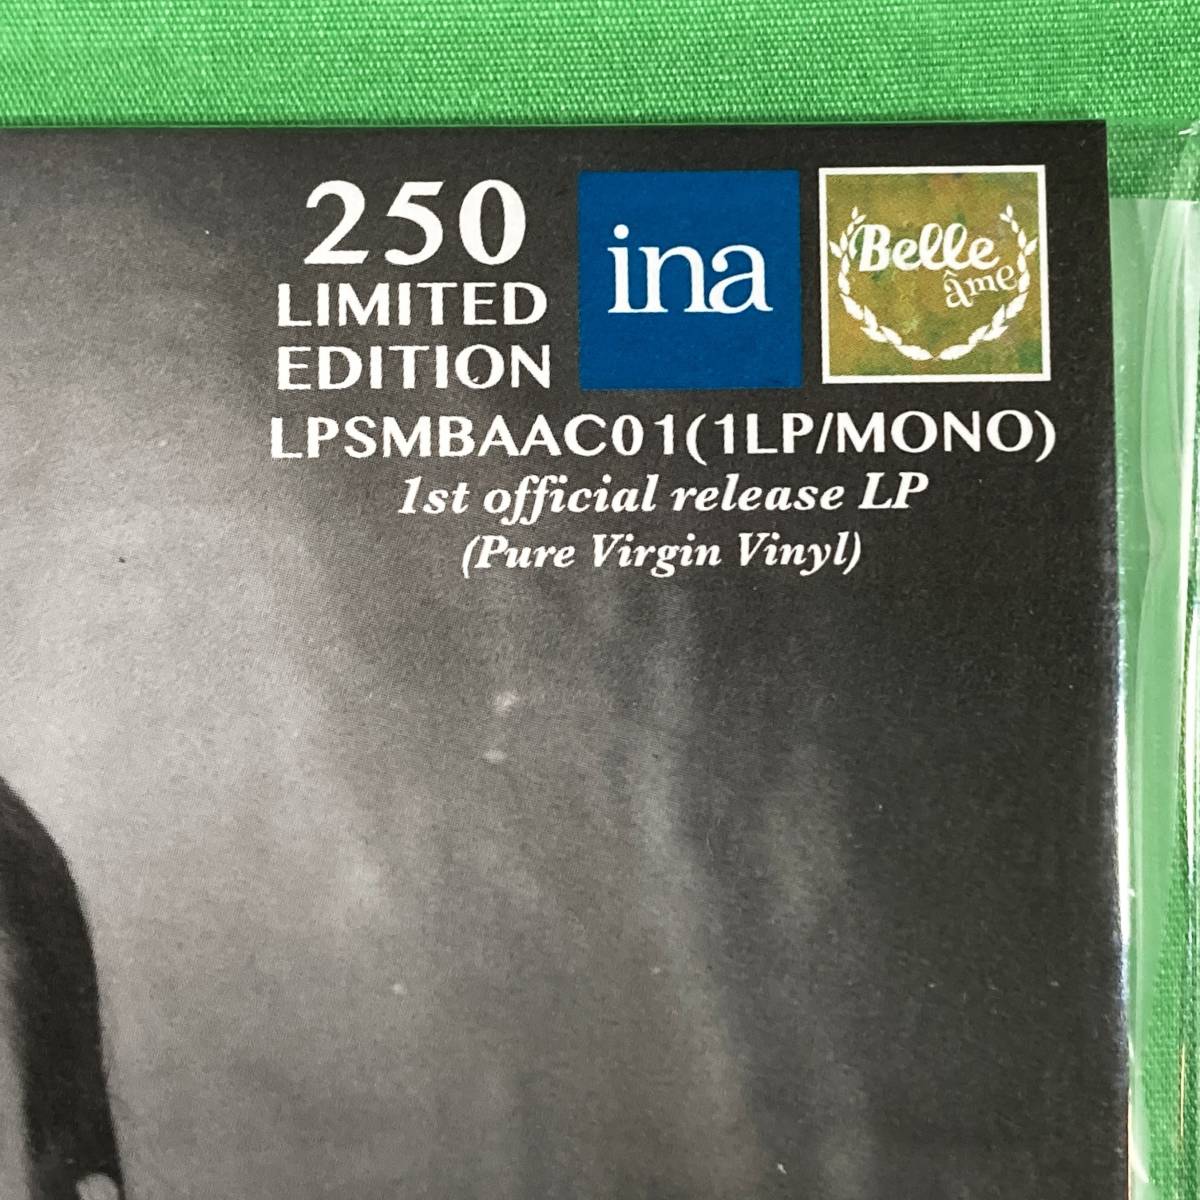 250
LIMITED
EDITION
ina
Belle
âme
LPSMBAAC01(1LP/MONO)
1st official release LP
(Pure Virgin Vinyl)